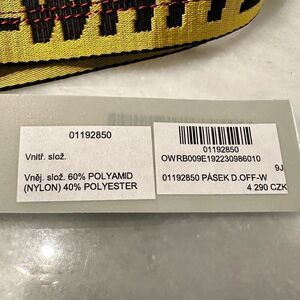 01192850
Vnitř. slož.
Vněj. slož. 60% POLYAMID
(NYLON) 40% POLYESTER
01192850
OWRB009E192230986010
9J
01192850 PÁSEK D.OFF-W
4 290 CZK